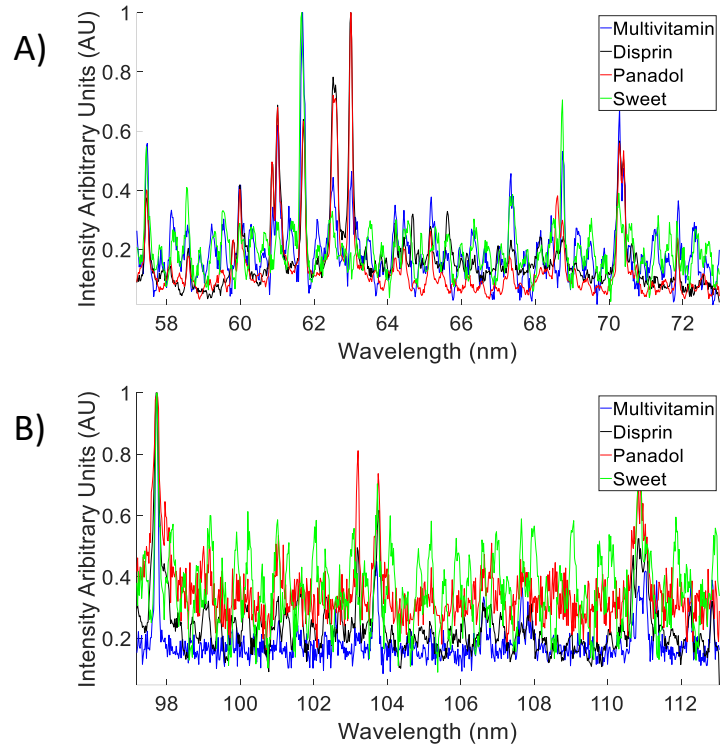 A)
Intensity Aribitrary Units (AU)
1
0.8
0.6
0.4
0.2
58 60 62 64 66 68 70 72
Wavelength (nm)
Multivitamin
Disprin
Panadol
Sweet
B)
Intensity Aribitrary Units (AU)
1
0.8
0.6
0.4
0.2
98 100 102 104 106 108 110 112
Wavelength (nm)
Multivitamin
Disprin
Panadol
Sweet